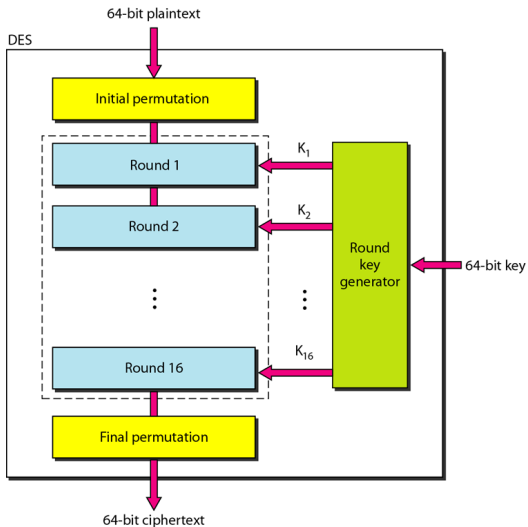 64-bit plaintext
DES
Initial permutation
Round 1
K1
Round 2
K2
Round
key
generator
64-bit key
Round 16
K16
Final permutation
64-bit ciphertext